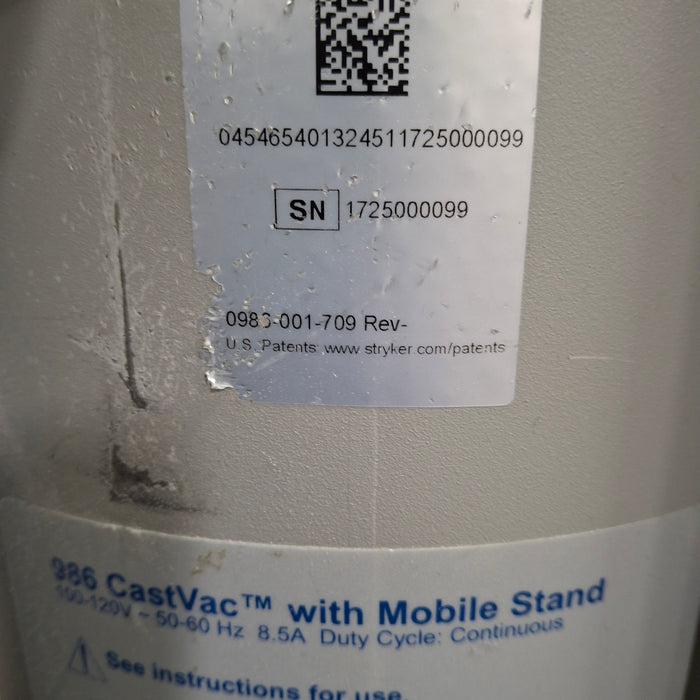 045465401324511725000099
SN 1725000099
0986-001-709 Rev-
U.S. Patents: www.stryker.com/patents
986 CastVac™ with Mobile Stand
100-120V ~ 50-60 Hz 8.5A Duty Cycle: Continuous
See instructions for use.